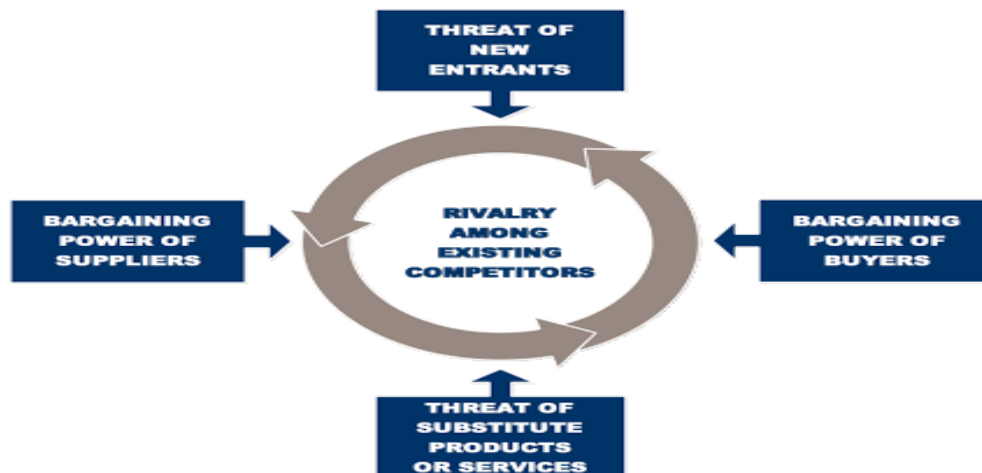 THREAT OF
NEW
ENTRANTS
BARGAINING
POWER OF
SUPPLIERS
RIVALRY
AMONG
EXISTING
COMPETITORS
BARGAINING
POWER OF
BUYERS
THREAT OF
SUBSTITUTE
PRODUCTS
OR SERVICES